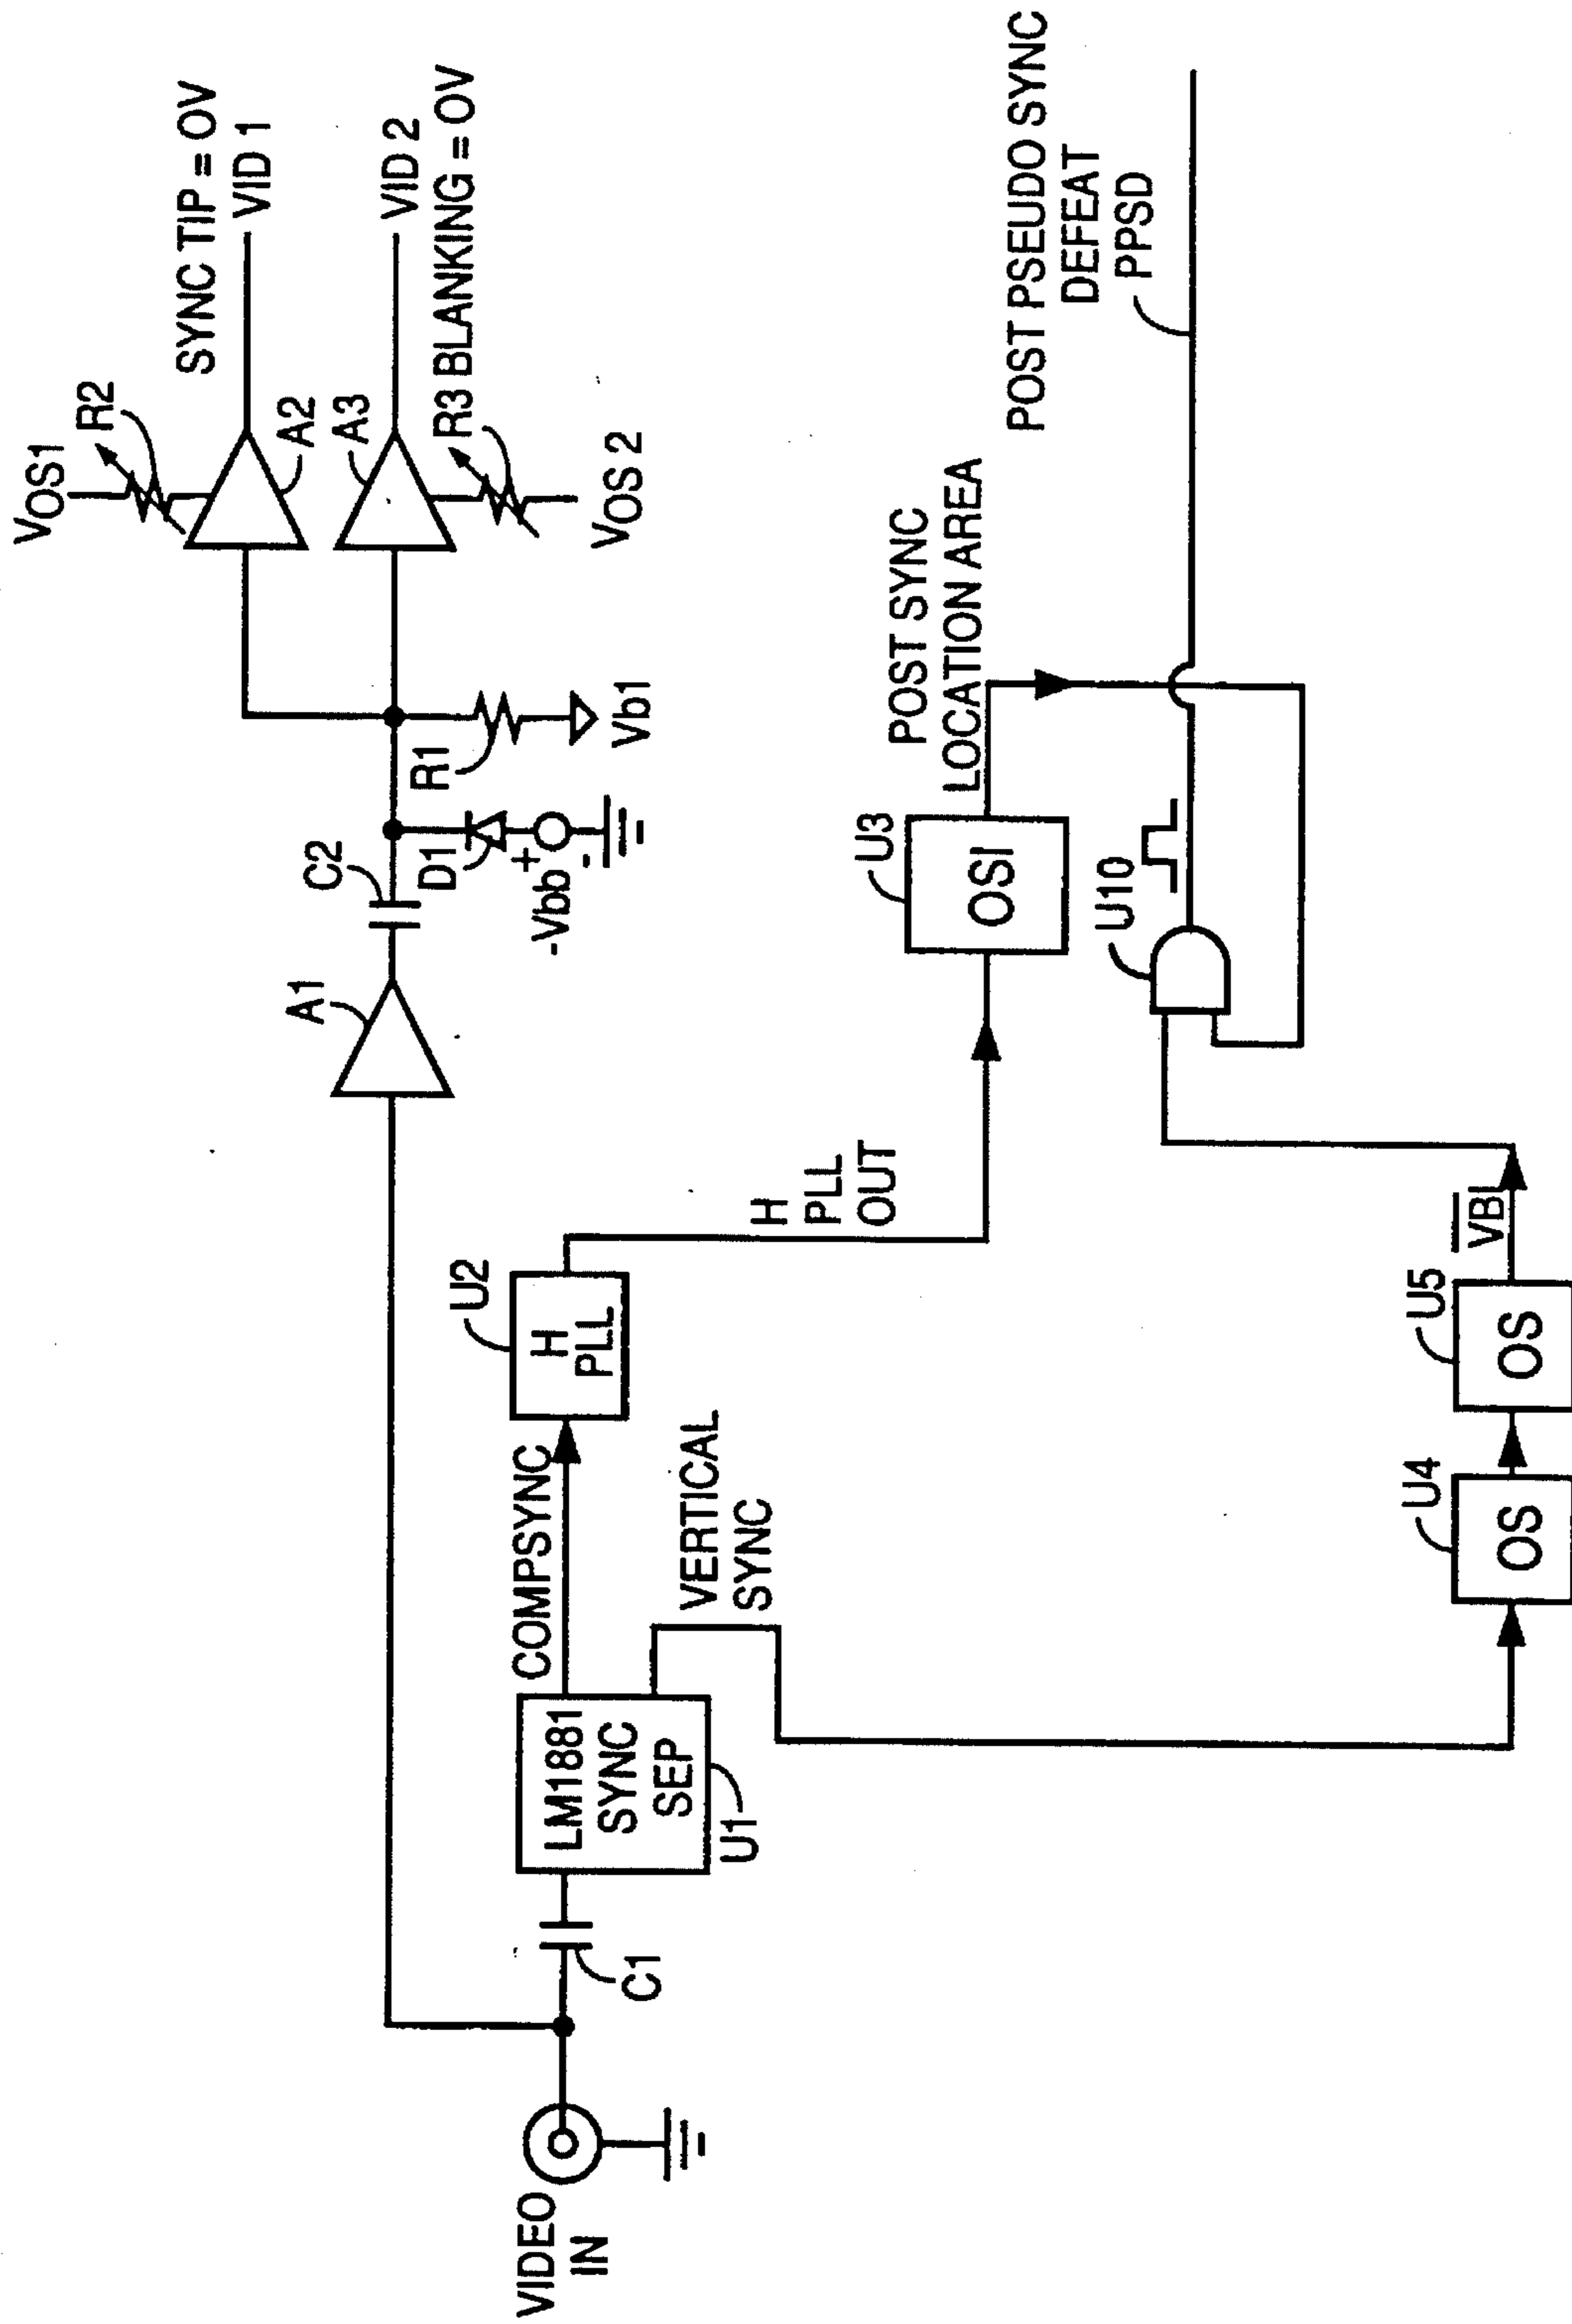 VIDEO
IN
C1
LM1881
SYNC
SEP
U1
COMPSYNC
VERTICAL
SYNC
U2
H
PLL
H
PLL
OUT
A1
C2
D1
+
-Vbb
-
R1
Vb1
VOS1
R2
A2
SYNC TIP = OV
VID 1
A3
VID 2
R3 BLANKING = OV
VOS 2
U3
OSI
POST SYNC
LOCATION AREA
U4
OS
U5
OS
VBI
U10
POST PSEUDO SYNC
DEFEAT
PPSD